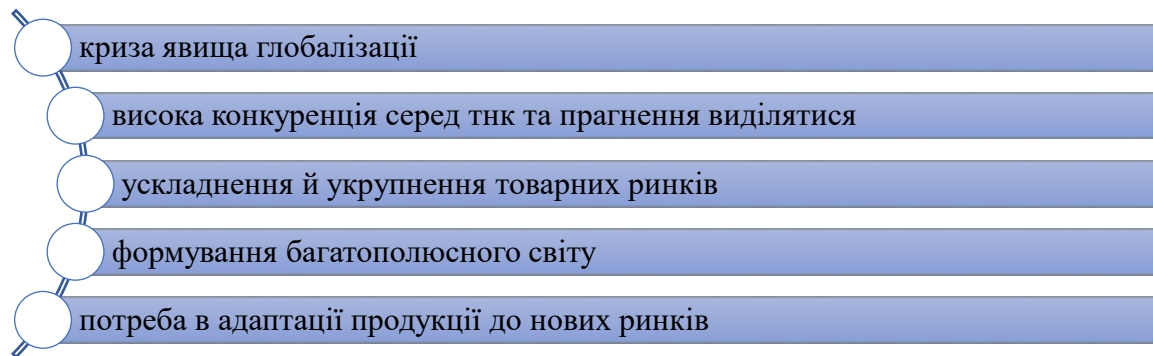 криза явища глобалізації
висока конкуренція серед тнк та прагнення виділятися
ускладнення й укрупнення товарних ринків
формування багатополюсного світу
потреба в адаптації продукції до нових ринків